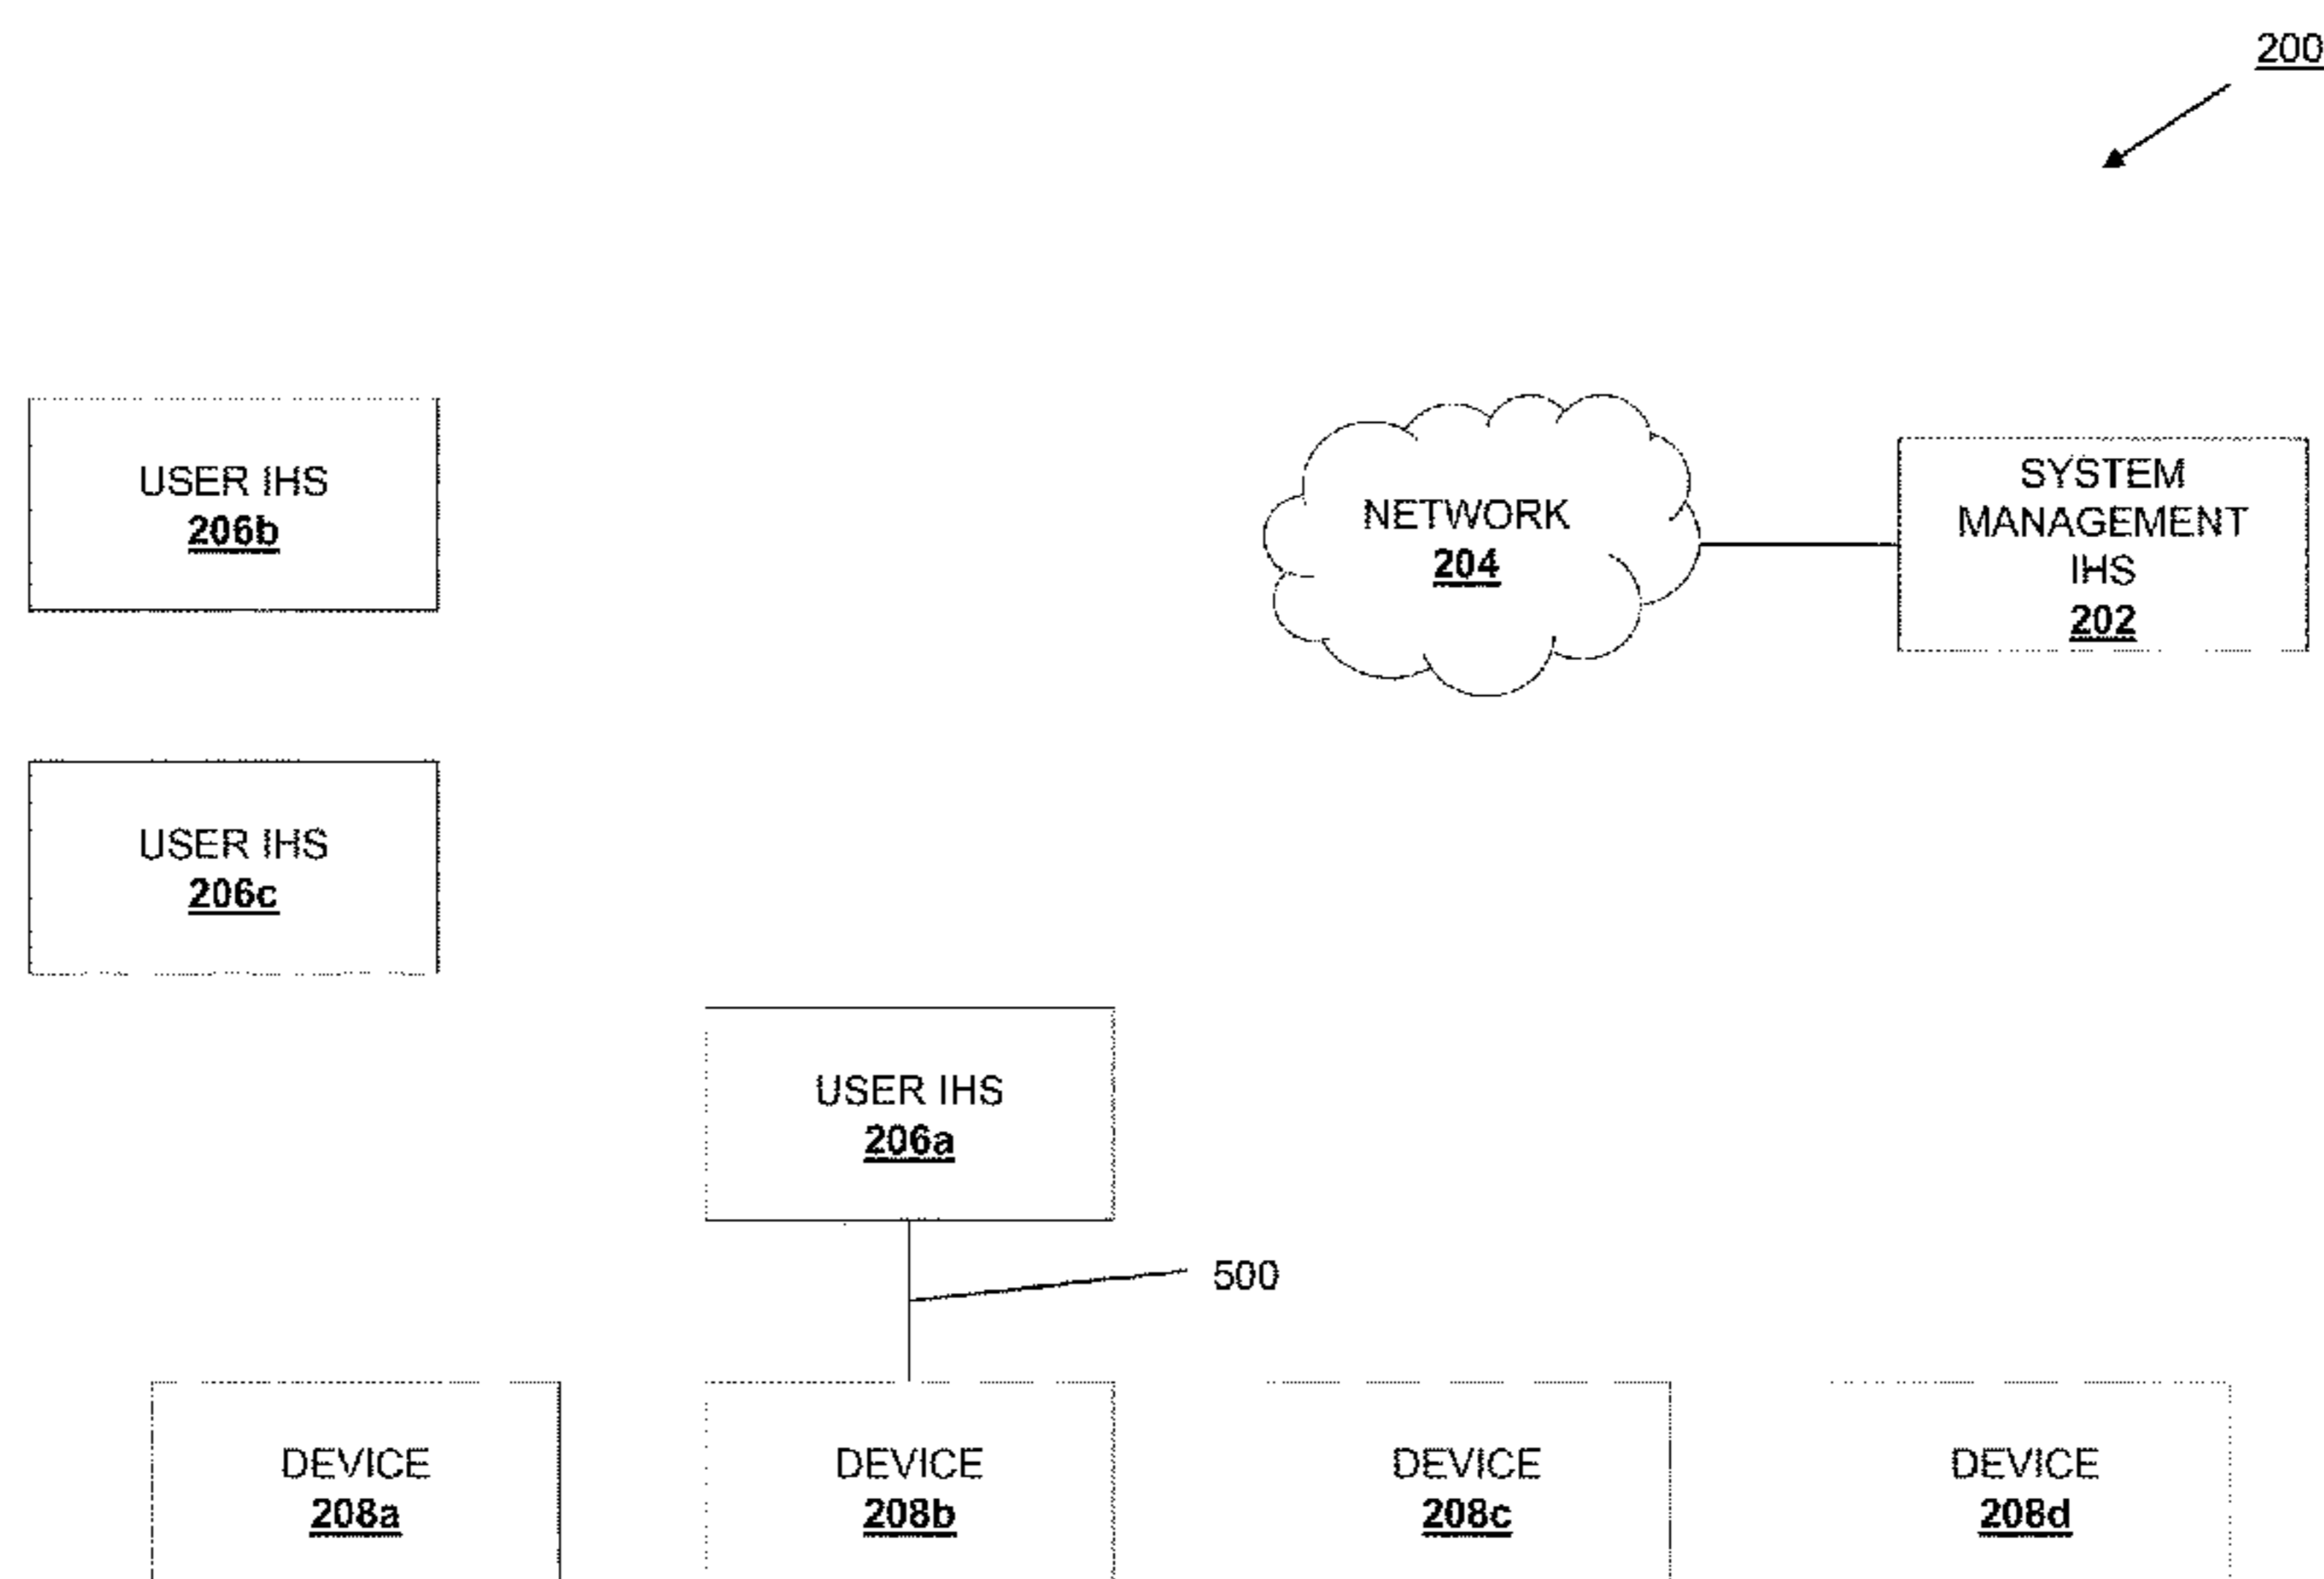 200
USER IHS
206b
NETWORK
204
SYSTEM
MANAGEMENT
IHS
202
USER IHS
206c
USER IHS
206a
500
DEVICE
208a
DEVICE
208b
DEVICE
208c
DEVICE
208d